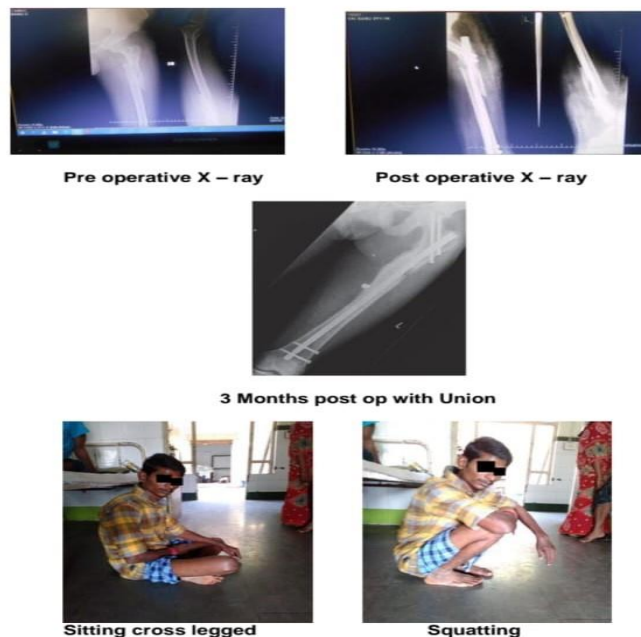 Pre operative X – ray
Post operative X – ray
3 Months post op with Union
L
Sitting cross legged
Squatting